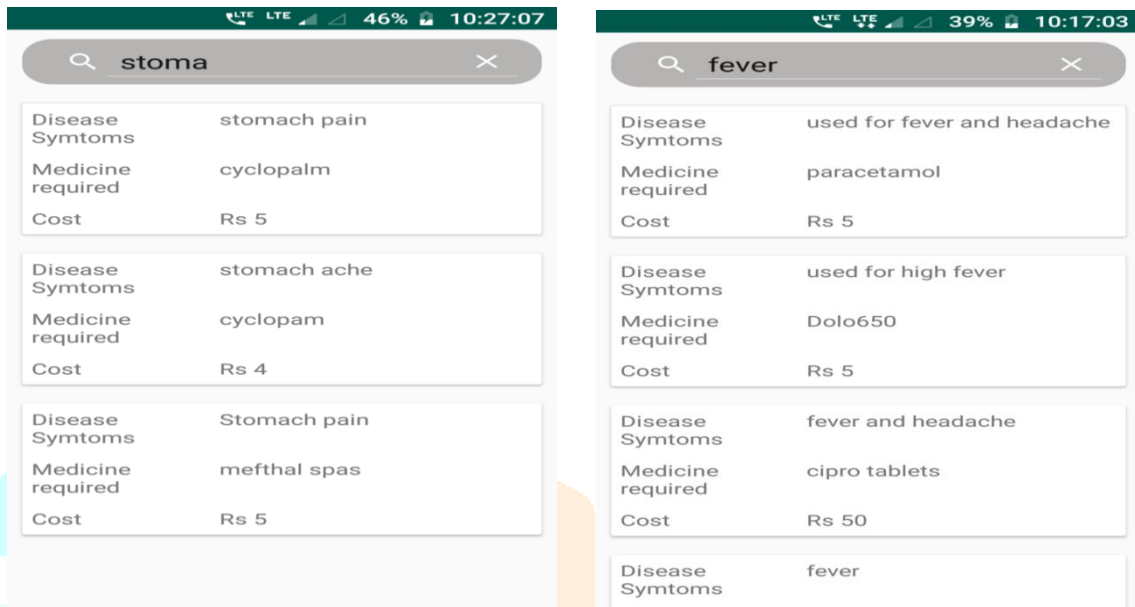 LTE LTE 46% 10:27:07
stoma
Disease stomach pain
Symtoms
Medicine cyclopalm
required
Cost Rs 5
Disease stomach ache
Symtoms
Medicine cyclopam
required
Cost Rs 4
Disease Stomach pain
Symtoms
Medicine mefthal spas
required
Cost Rs 5
LTE LTE 39% 10:17:03
fever
Disease used for fever and headache
Symtoms
Medicine paracetamol
required
Cost Rs 5
Disease used for high fever
Symtoms
Medicine Dolo650
required
Cost Rs 5
Disease fever and headache
Symtoms
Medicine cipro tablets
required
Cost Rs 50
Disease fever
Symtoms